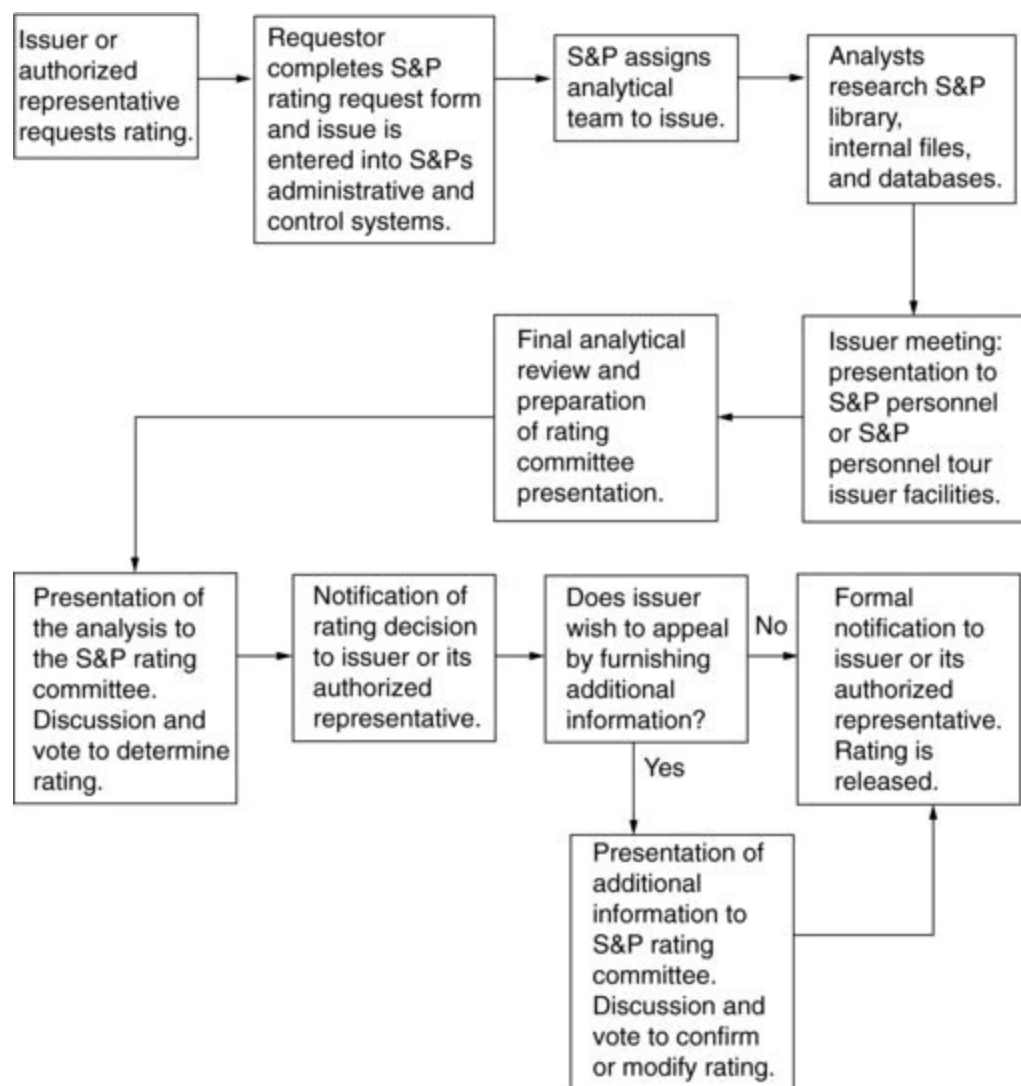 Issuer or
authorized
representative
requests rating.
Requestor
completes S&P
rating request form
and issue is
entered into S&Ps
administrative and
control systems.
S&P assigns
analytical
team to issue.
Analysts
research S&P
library,
internal files,
and databases.
Issuer meeting:
presentation to
S&P personnel
or S&P
personnel tour
issuer facilities.
Final analytical
review and
preparation
of rating
committee
presentation.
Presentation of
the analysis to
the S&P rating
committee.
Discussion and
vote to determine
rating.
Notification of
rating decision
to issuer or its
authorized
representative.
Does issuer
wish to appeal
by furnishing
additional
information?
No
Formal
notification to
issuer or its
authorized
representative.
Rating is
released.
Yes
Presentation of
additional
information to
S&P rating
committee.
Discussion and
vote to confirm
or modify rating.